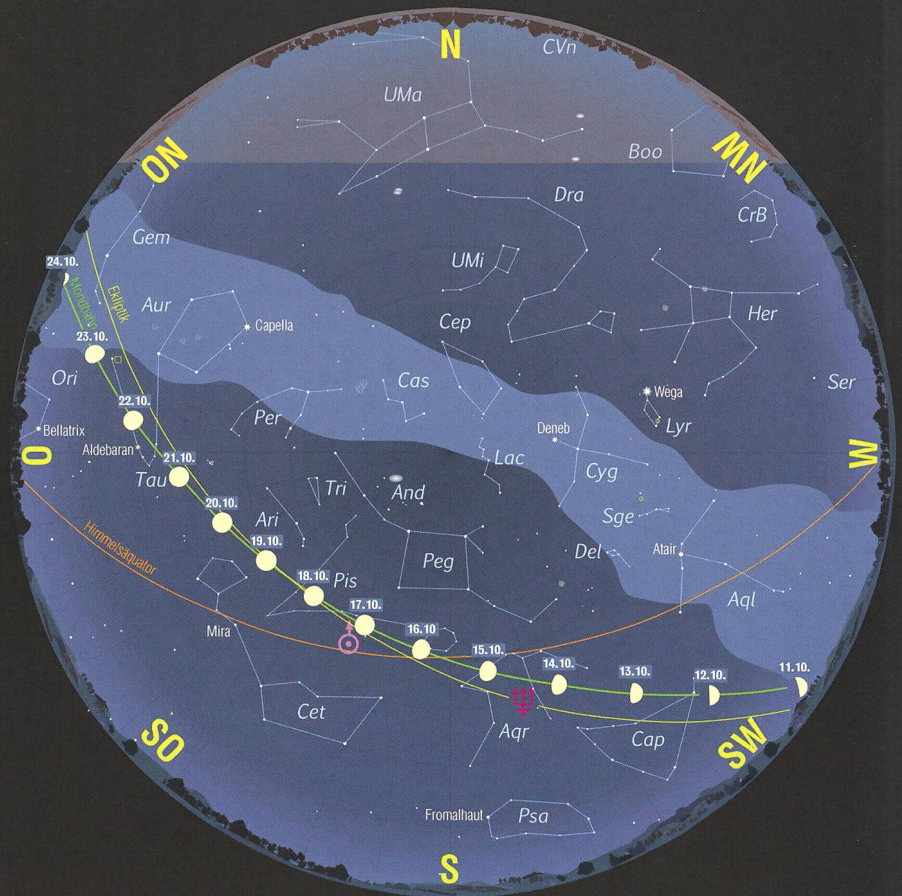 N
CVn
UMa
NO
NW
Boo
Dra
CrB
Gem
UMi
24.10.
Mondbahn
Ekliptik
Aur
Capella
Cep
Her
23.10.
Ori
Cas
Ser
Wega
22.10.
Per
Lyr
Bellatrix
Deneb
Aldebaran
O
W
21.10.
Lac
Cyg
Tau
Tri
And
20.10.
Ari
Sge
Himmelsäquator
19.10.
Del
Atair
Peg
18.10.
Pis
17.10.
Aql
Mira
16.10
15.10.
14.10.
13.10.
12.10.
11.10.
Cet
Aqr
Cap
SO
SW
Fromalhaut
Psa
S